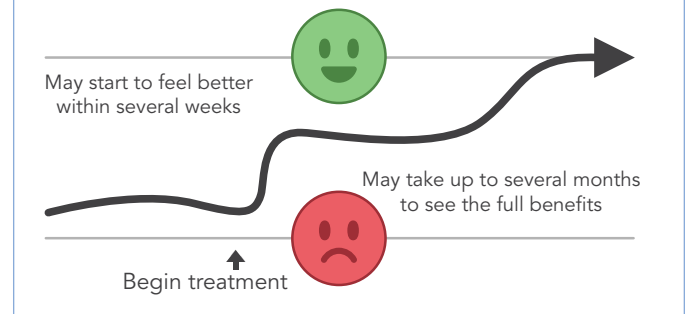 May start to feel better
within several weeks
May take up to several months
to see the full benefits
Begin treatment